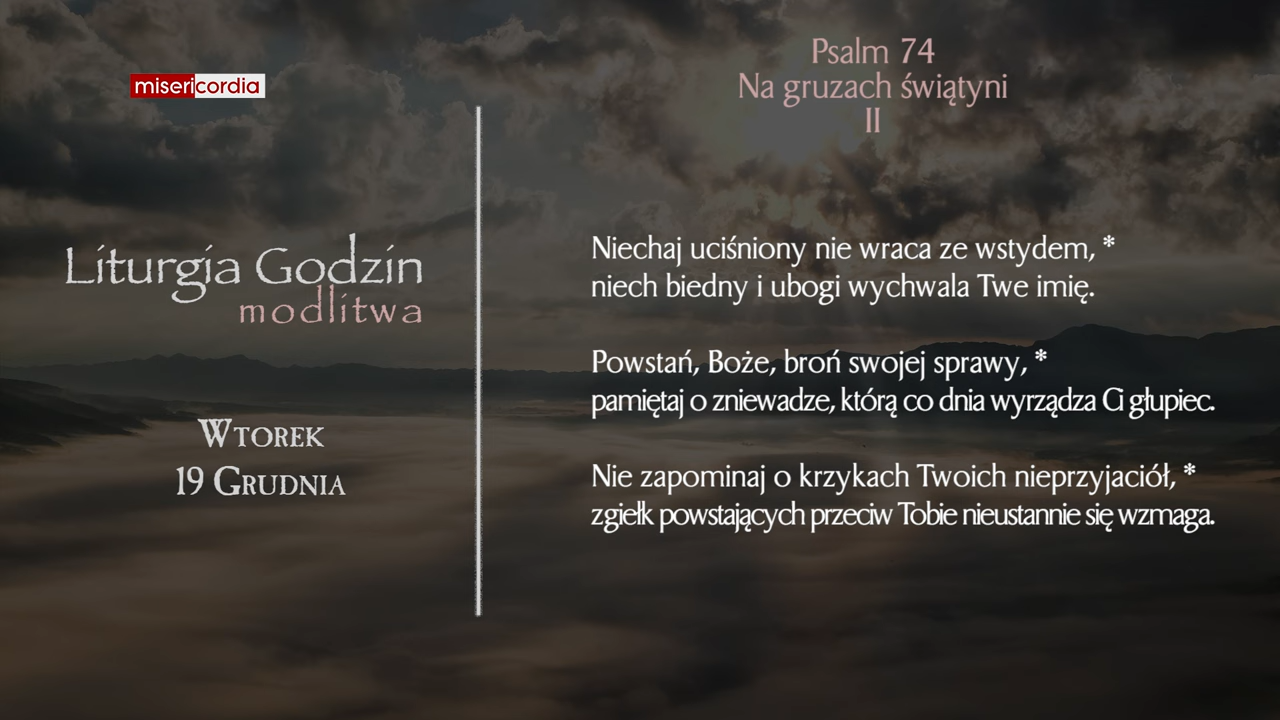 misericordia
Liturgia Godzin
modlitwa
Wtorek
19 Grudnia
Psalm 74
Na gruzach świątyni
II
Niechaj uciśniony nie wraca ze wstydem, *
niech biedny i ubogi wychwala Twe imię.
Powstań, Boże, broń swojej sprawy, *
pamiętaj o zniewadze, którą co dnia wyrządza Ci głupiec.
Nie zapominaj o krzykach Twoich nieprzyjaciół, *
zgiełk powstających przeciw Tobie nieustannie się wzmaga.